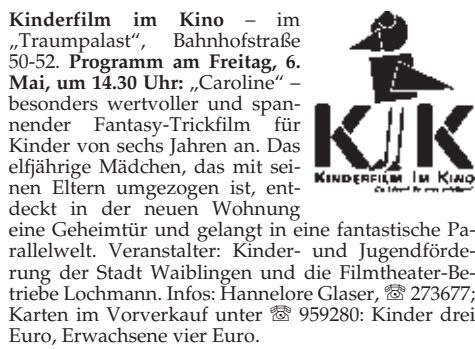 Kinderfilm im Kino – im
„Traumpalast“, Bahnhofstraße
50-52. Programm am Freitag, 6.
Mai, um 14.30 Uhr: „Caroline“ –
besonders wertvoller und span-
nender Fantasy-Trickfilm für
Kinder von sechs Jahren an. Das
elfjährige Mädchen, das mit sei-
nen Eltern umgezogen ist, ent-
deckt in der neuen Wohnung
eine Geheimtür und gelangt in eine fantastische Pa-
rallelwelt. Veranstalter: Kinder- und Jugendförde-
rung der Stadt Waiblingen und die Filmtheater-Be-
triebe Lochmann. Infos: Hannelore Glaser, ☎ 273677;
Karten im Vorverkauf unter ☎ 959280: Kinder drei
Euro, Erwachsene vier Euro.
KIK
KINDERFILM IM KINO